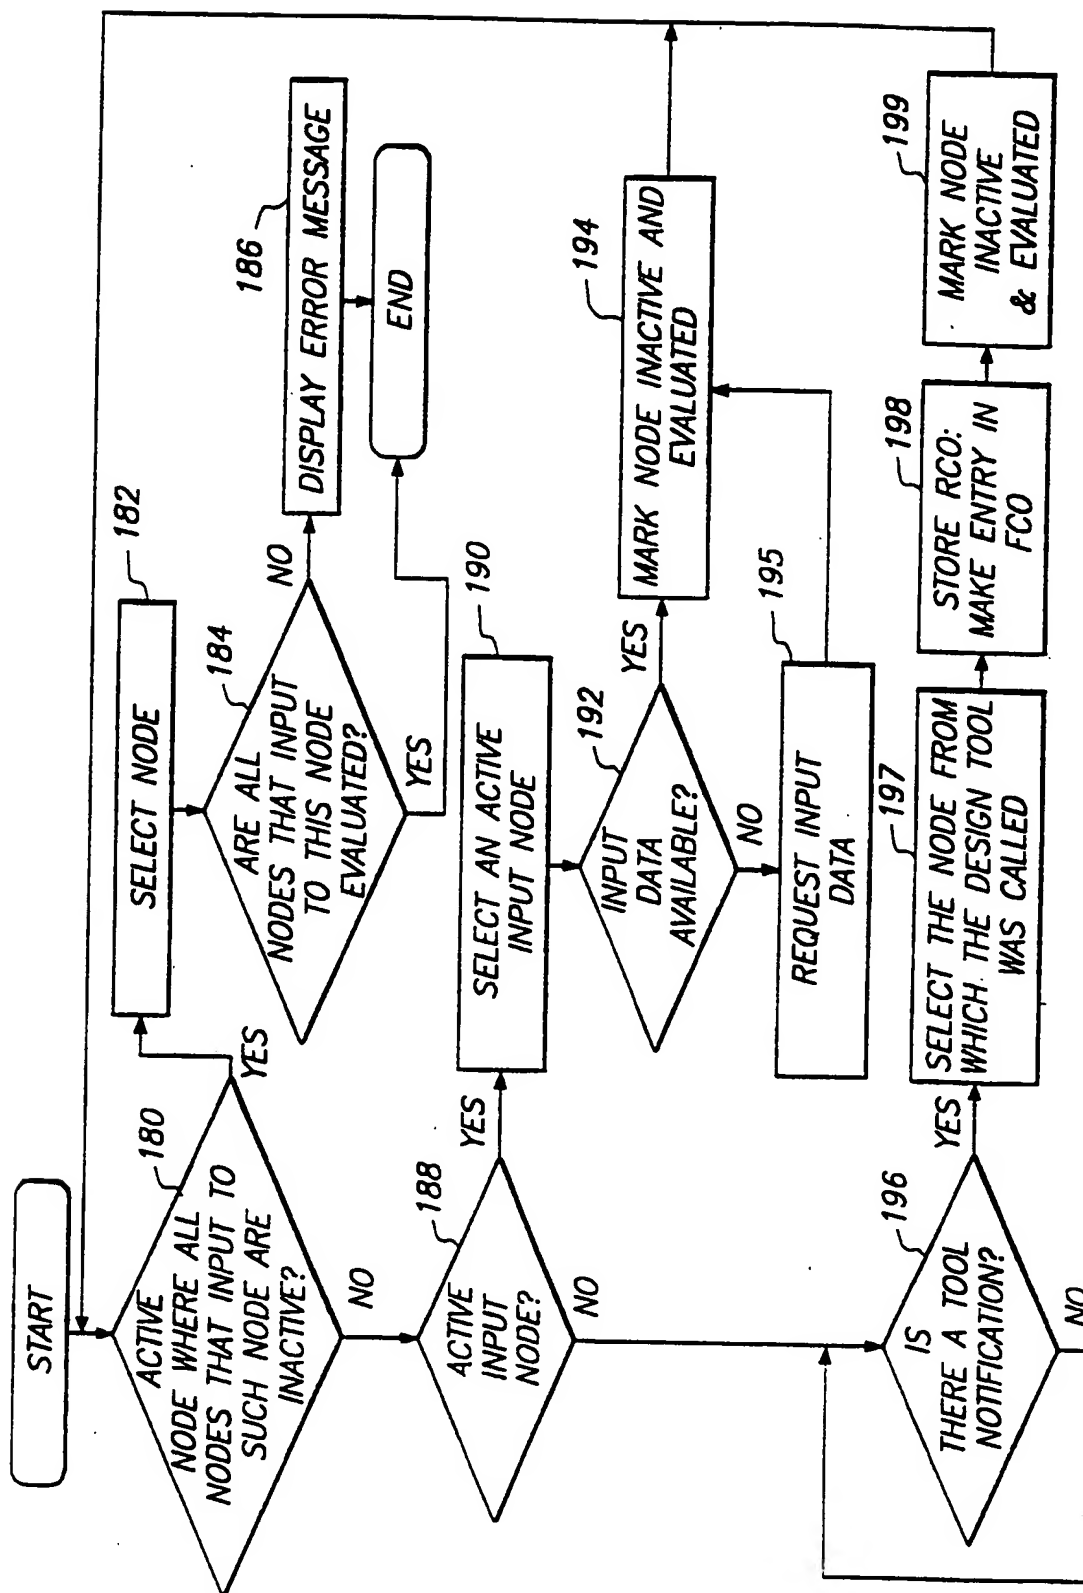 START
180
ACTIVE
NODE WHERE ALL
NODES THAT INPUT TO
SUCH NODE ARE
INACTIVE?
YES
NO
182
SELECT NODE
184
ARE ALL
NODES THAT INPUT
TO THIS NODE
EVALUATED?
NO
YES
186
DISPLAY ERROR MESSAGE
END
188
ACTIVE
INPUT
NODE?
YES
NO
190
SELECT AN ACTIVE
INPUT NODE
192
INPUT
DATA
AVAILABLE?
YES
NO
194
MARK NODE INACTIVE AND
EVALUATED
195
REQUEST INPUT
DATA
196
IS
THERE A TOOL
NOTIFICATION?
YES
NO
197
SELECT THE NODE FROM
WHICH. THE DESIGN TOOL
WAS CALLED
198
STORE RCO:
MAKE ENTRY IN
FCO
199
MARK NODE
INACTIVE
& EVALUATED